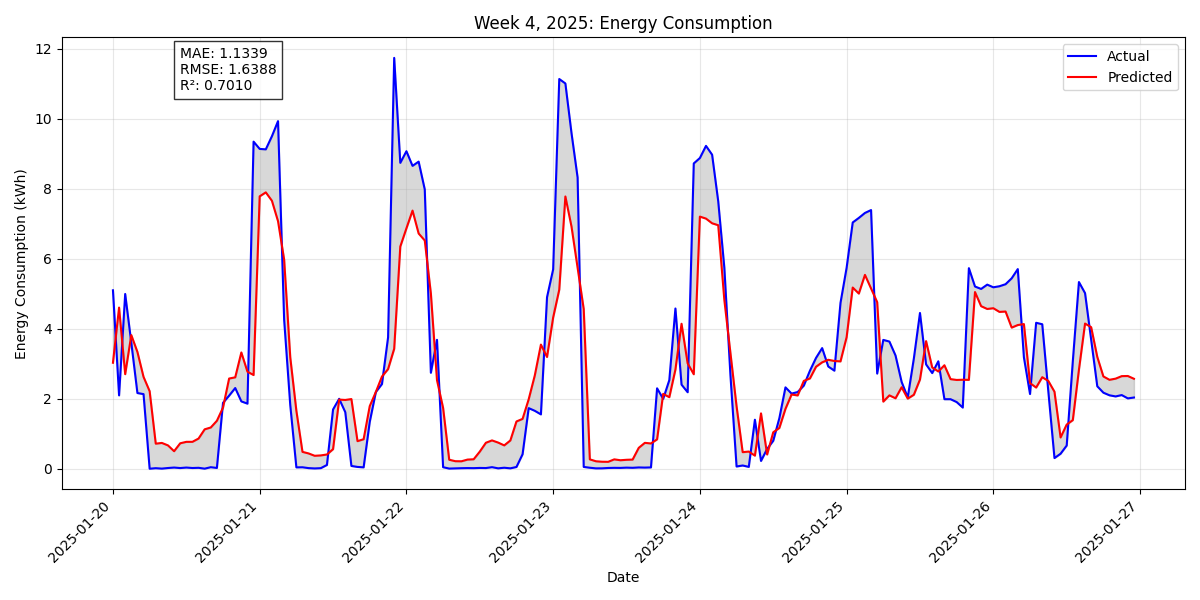 Week 4, 2025: Energy Consumption
MAE: 1.1339
RMSE: 1.6388
R²: 0.7010
Actual
Predicted
Energy Consumption (kWh)
12
10
8
6
4
2
0
2025-01-20
2025-01-21
2025-01-22
2025-01-23
2025-01-24
2025-01-25
2025-01-26
2025-01-27
Date